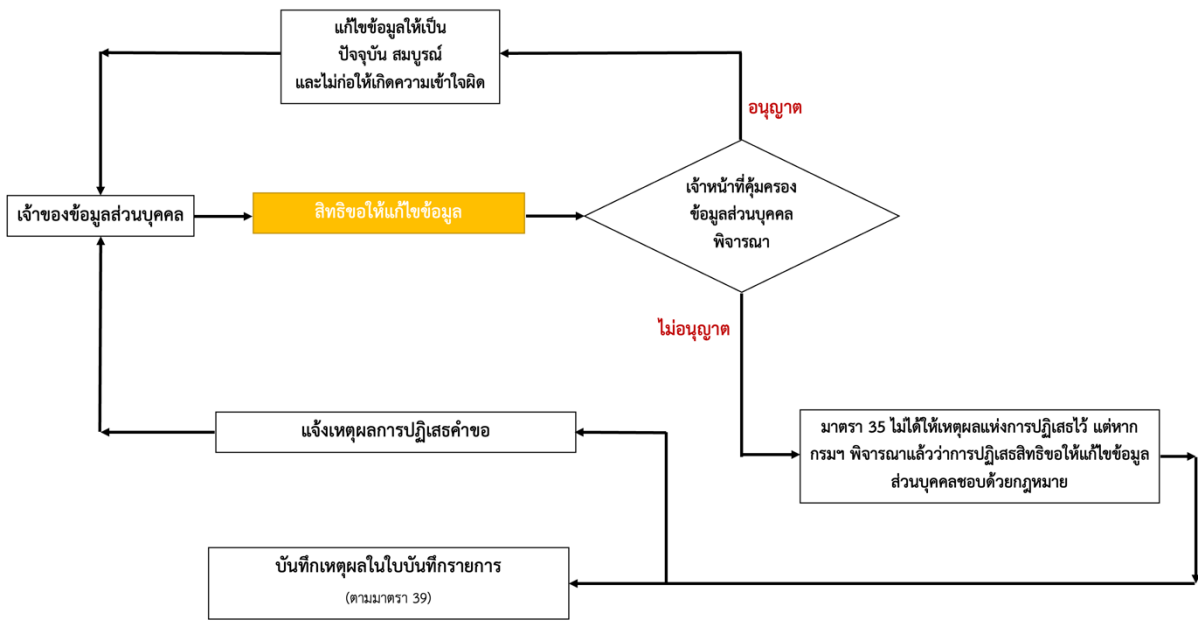 แก้ไขข้อมูลให้เป็น
ปัจจุบัน สมบูรณ์
และไม่ก่อให้เกิดความเข้าใจผิด
อนุญาต
เจ้าของข้อมูลส่วนบุคคล
สิทธิขอให้แก้ไขข้อมูล
เจ้าหน้าที่คุ้มครอง
ข้อมูลส่วนบุคคล
พิจารณา
ไม่อนุญาต
แจ้งเหตุผลการปฏิเสธคำขอ
มาตรา 35 ไม่ได้ให้เหตุผลแห่งการปฏิเสธไว้ แต่หาก
กรมฯ พิจารณาแล้วว่าการปฏิเสธสิทธิขอให้แก้ไขข้อมูล
ส่วนบุคคลชอบด้วยกฎหมาย
บันทึกเหตุผลในใบบันทึกรายการ
(ตามมาตรา 39)